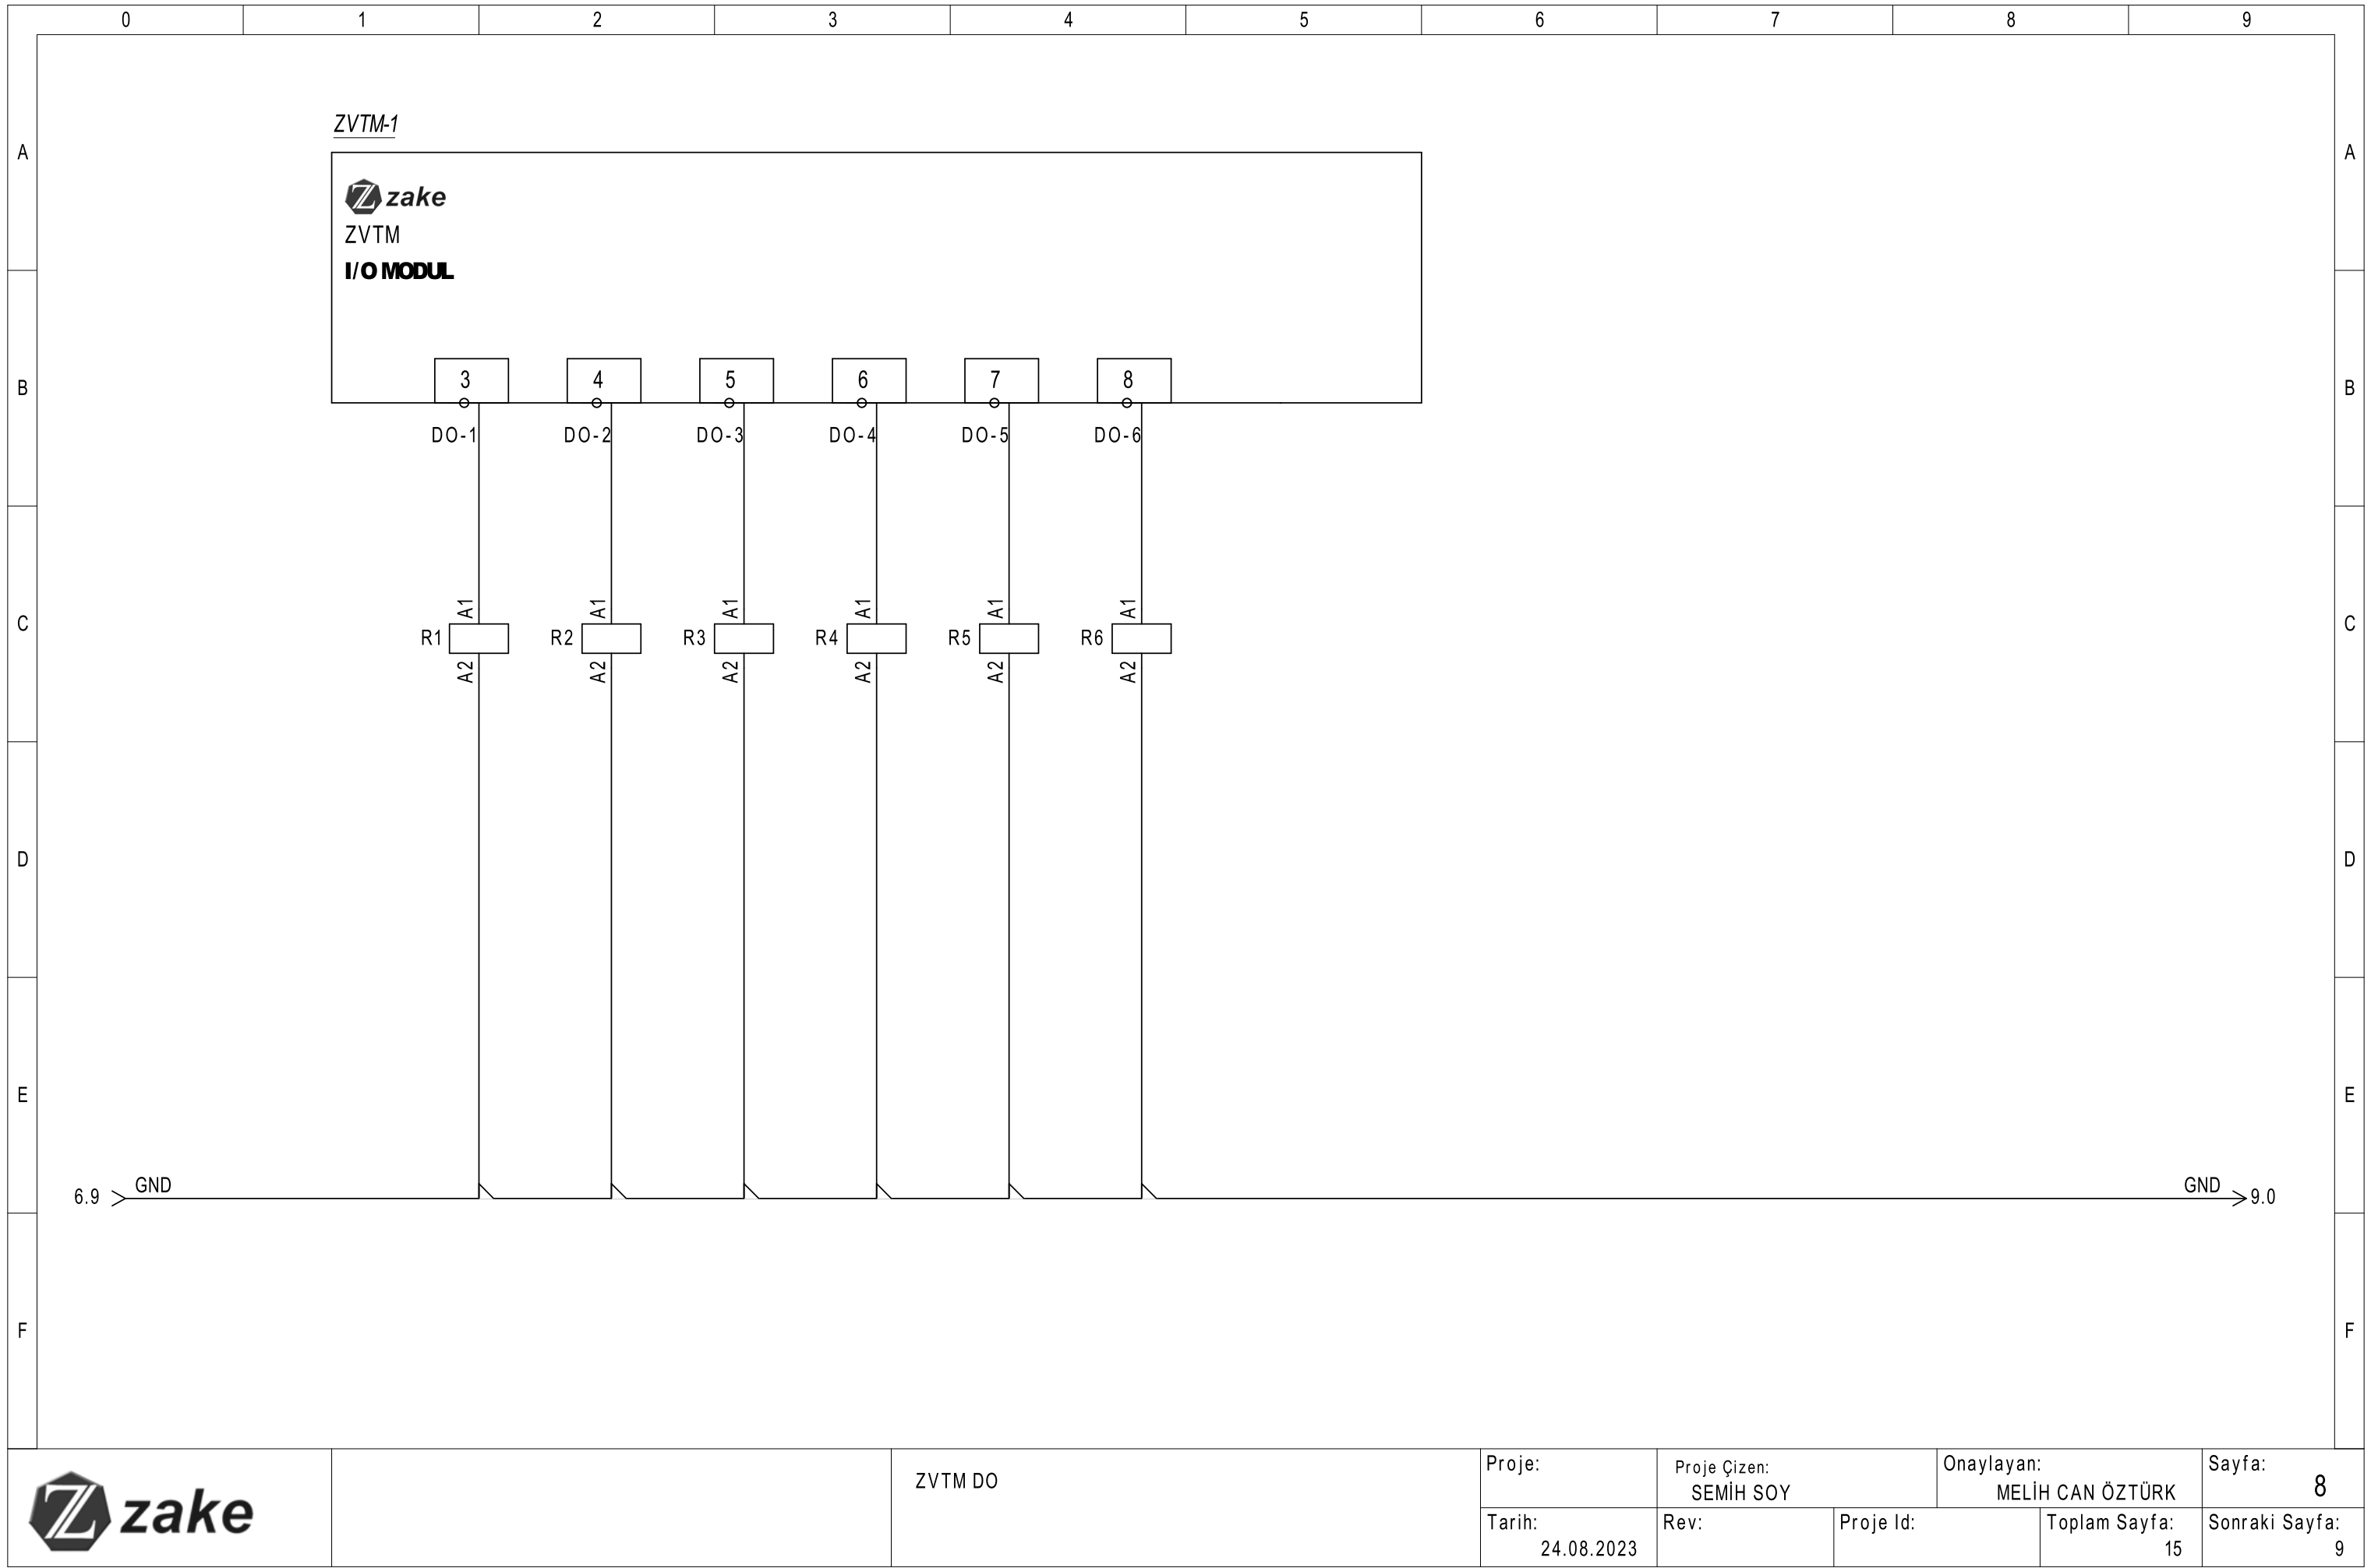 0 1 2 3 4 5 6 7 8 9
ZVTM-1
A A
zake
ZVTM
I/O MODUL
3 4 5 6 7 8
B B
DO-1 DO-2 DO-3 DO-4 DO-5 DO-6
A1 A1 A1 A1 A1 A1
C C
R1 R2 R3 R4 R5 R6
A2 A2 A2 A2 A2 A2
D D
E E
GND GND
6.9 9.0
F F
zake
ZVTM DO
Proje:
Proje Çizen:
SEMİH SOY
Onaylayan:
MELİH CAN ÖZTÜRK
Sayfa:
8
Tarih:
24.08.2023
Rev:
Proje Id:
Toplam Sayfa:
15
Sonraki Sayfa:
9